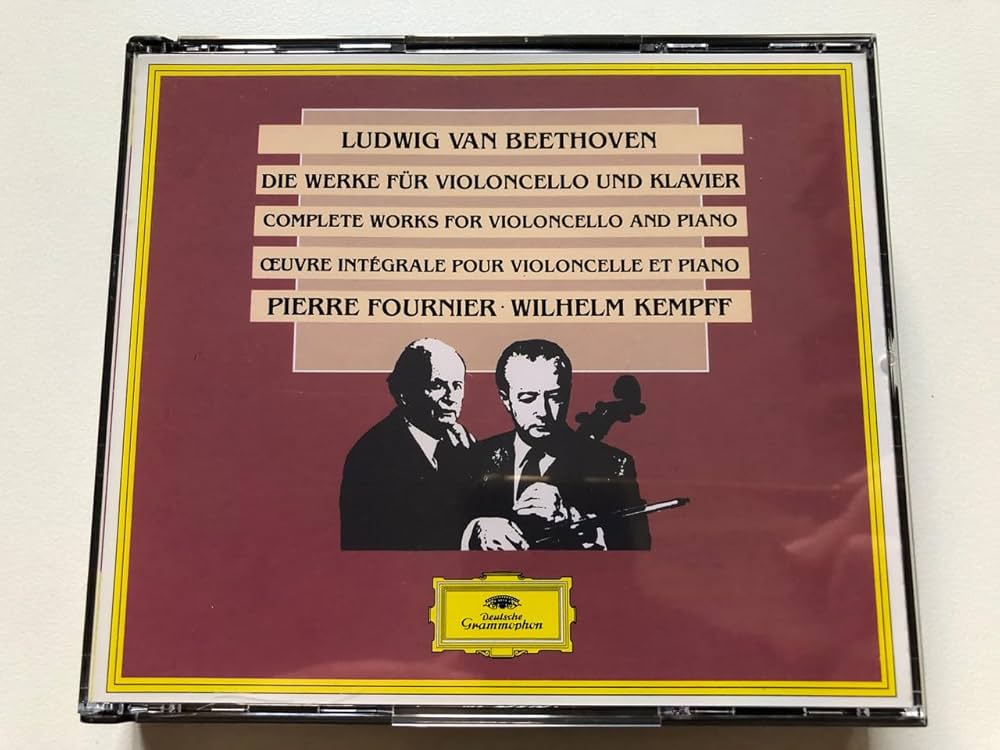 LUDWIG VAN BEETHOVEN
DIE WERKE FÜR VIOLONCELLO UND KLAVIER
COMPLETE WORKS FOR VIOLONCELLO AND PIANO
ŒUVRE INTÉGRALE POUR VIOLONCELLE ET PIANO
PIERRE FOURNIER · WILHELM KEMPFF
Deutsche
Grammophon